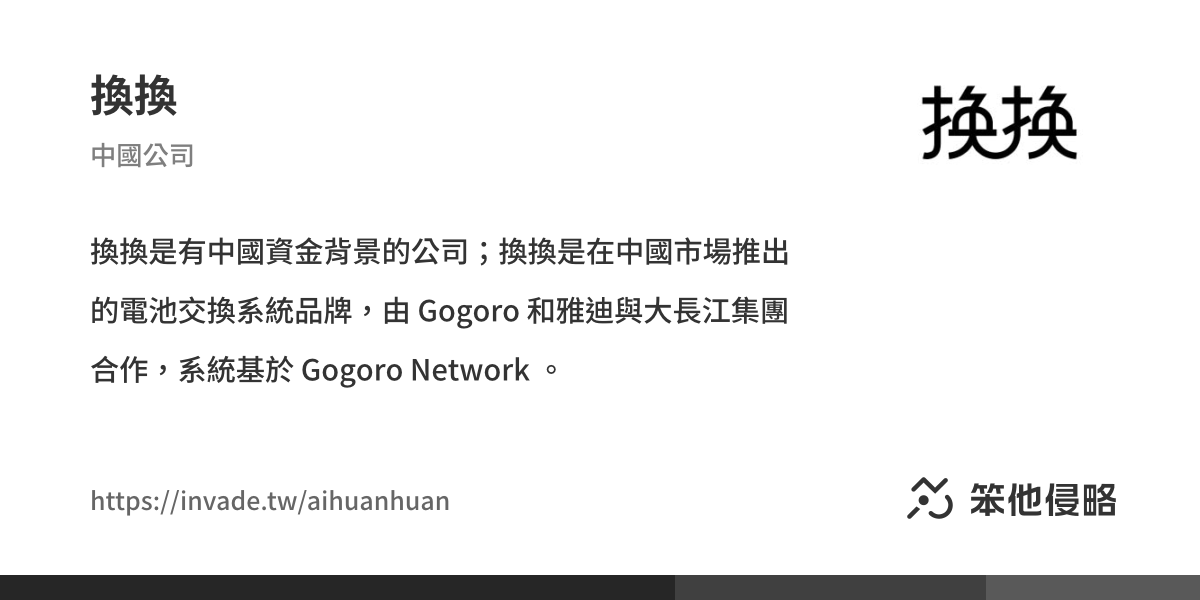 換換
中國公司
换换
換換是有中國資金背景的公司；換換是在中國市場推出
的電池交換系統品牌，由 Gogoro 和雅迪與大長江集團
合作，系統基於 Gogoro Network 。
https://invade.tw/aihuanhuan
笨他侵略